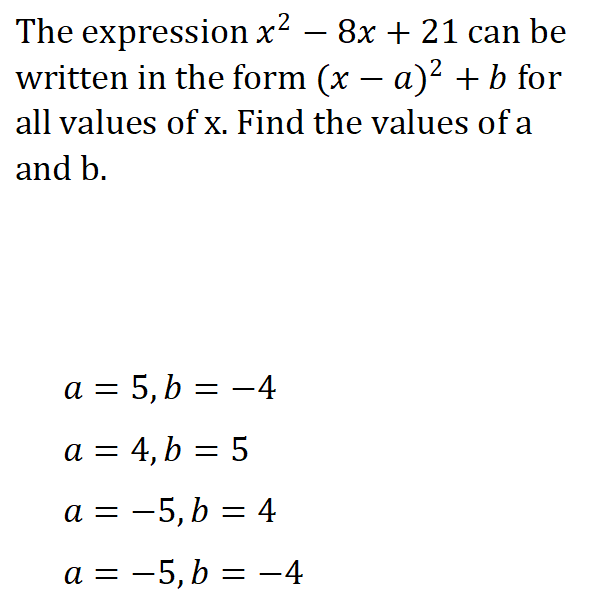 The expression x² − 8x + 21 can be
written in the form (x − a)² + b for
all values of x. Find the values of a
and b.
a = 5, b = −4
a = 4, b = 5
a = −5, b = 4
a = −5, b = −4